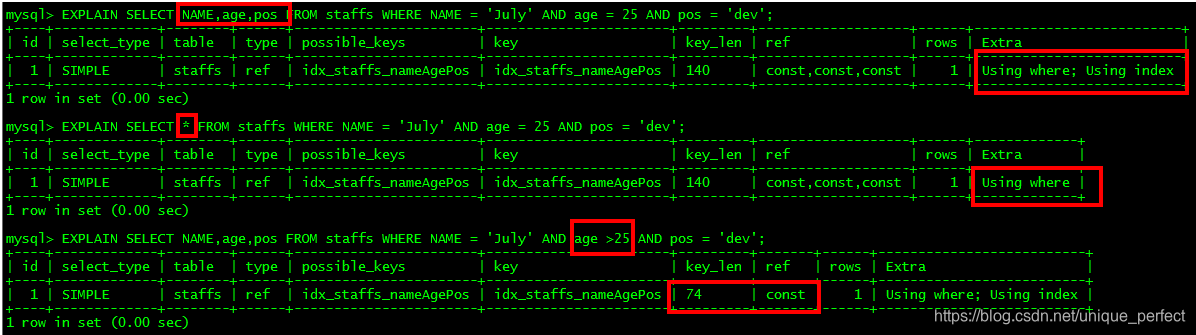 mysql> EXPLAIN SELECT NAME,age,pos FROM staffs WHERE NAME = 'July' AND age = 25 AND pos = 'dev';
| id | select_type | table | type | possible_keys | key | key_len | ref | rows | Extra |
| 1 | SIMPLE | staffs | ref | idx_staffs_nameAgePos | idx_staffs_nameAgePos | 140 | const,const,const | 1 | Using where; Using index |
1 row in set (0.00 sec)
mysql> EXPLAIN SELECT * FROM staffs WHERE NAME = 'July' AND age = 25 AND pos = 'dev';
| id | select_type | table | type | possible_keys | key | key_len | ref | rows | Extra |
| 1 | SIMPLE | staffs | ref | idx_staffs_nameAgePos | idx_staffs_nameAgePos | 140 | const,const,const | 1 | Using where |
1 row in set (0.00 sec)
mysql> EXPLAIN SELECT NAME,age,pos FROM staffs WHERE NAME = 'July' AND age >25 AND pos = 'dev';
| id | select_type | table | type | possible_keys | key | key_len | ref | rows | Extra |
| 1 | SIMPLE | staffs | ref | idx_staffs_nameAgePos | idx_staffs_nameAgePos | 74 | const | 1 | Using where; Using index |
1 row in set (0.00 sec)
https://blog.csdn.net/unique_perfect